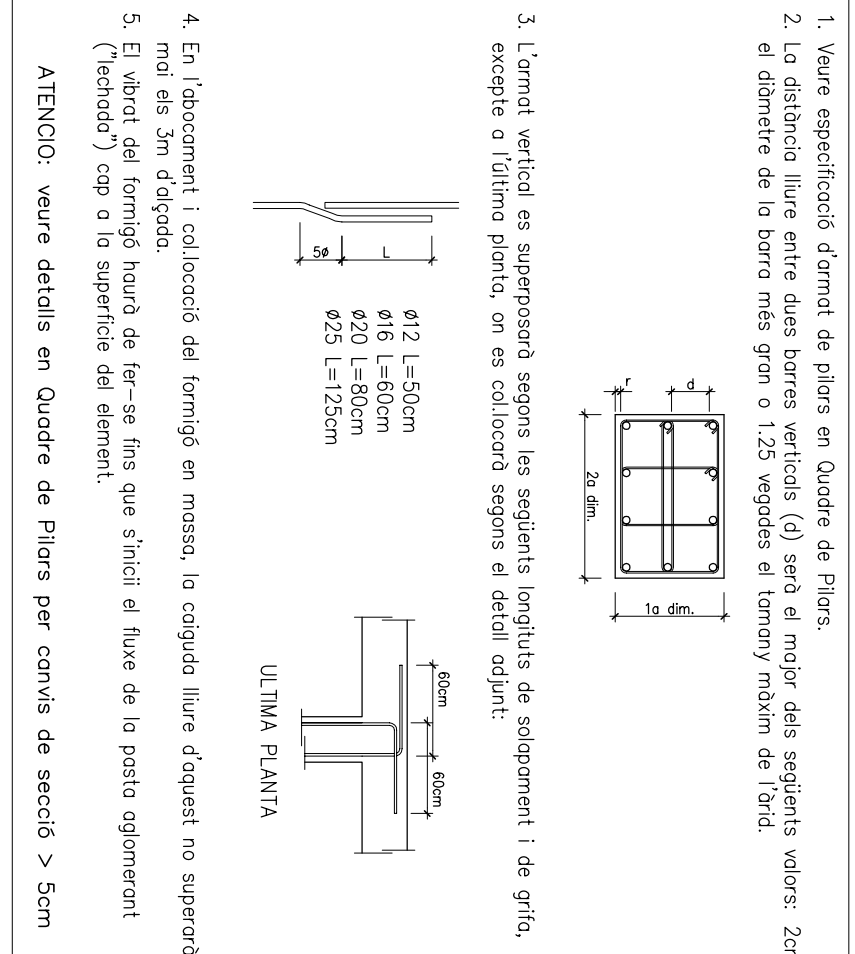 1. Veure especificació d'armat de pilars en Quadre de Pilars.
2. La distància lliure entre dues barres verticals (d) serà el major dels següents valors: 2cm
el diàmetre de la barra més gran o 1.25 vegades el tamany màxim de l'àrid.
r
d
2a dim.
1a dim.
3. L'armat vertical es superposarà segons les següents longituts de solapament i de grifa,
excepte a l'última planta, on es col.locarà segons el detall adjunt:
5ø
L
ø12 L=50cm
ø16 L=60cm
ø20 L=80cm
ø25 L=125cm
60cm
60cm
ULTIMA PLANTA
4. En l'abocament i col.locació del formigó en massa, la caiguda lliure d'aquest no superarà
mai els 3m d'alçada.
5. El vibrat del formigó haurà de fer-se fins que s'iniciï el fluxe de la pasta aglomerant
("lechada") cap a la superficie del element.
ATENCIO: veure detalls en Quadre de Pilars per canvis de secció > 5cm